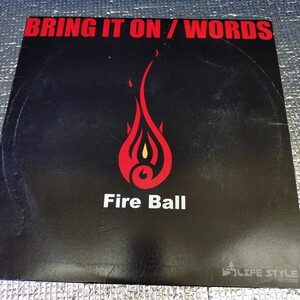 BRING IT ON / WORDS
Fire Ball
LIFE STYLE